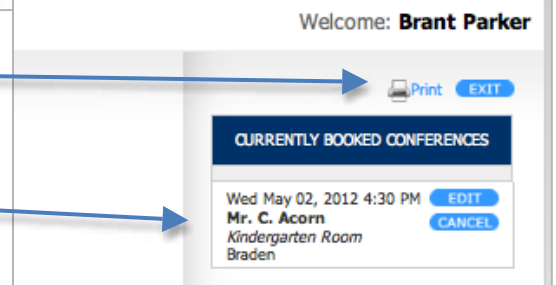 Welcome: Brant Parker
Print EXIT
CURRENTLY BOOKED CONFERENCES
Wed May 02, 2012 4:30 PM EDIT
Mr. C. Acorn CANCEL
Kindergarten Room
Braden